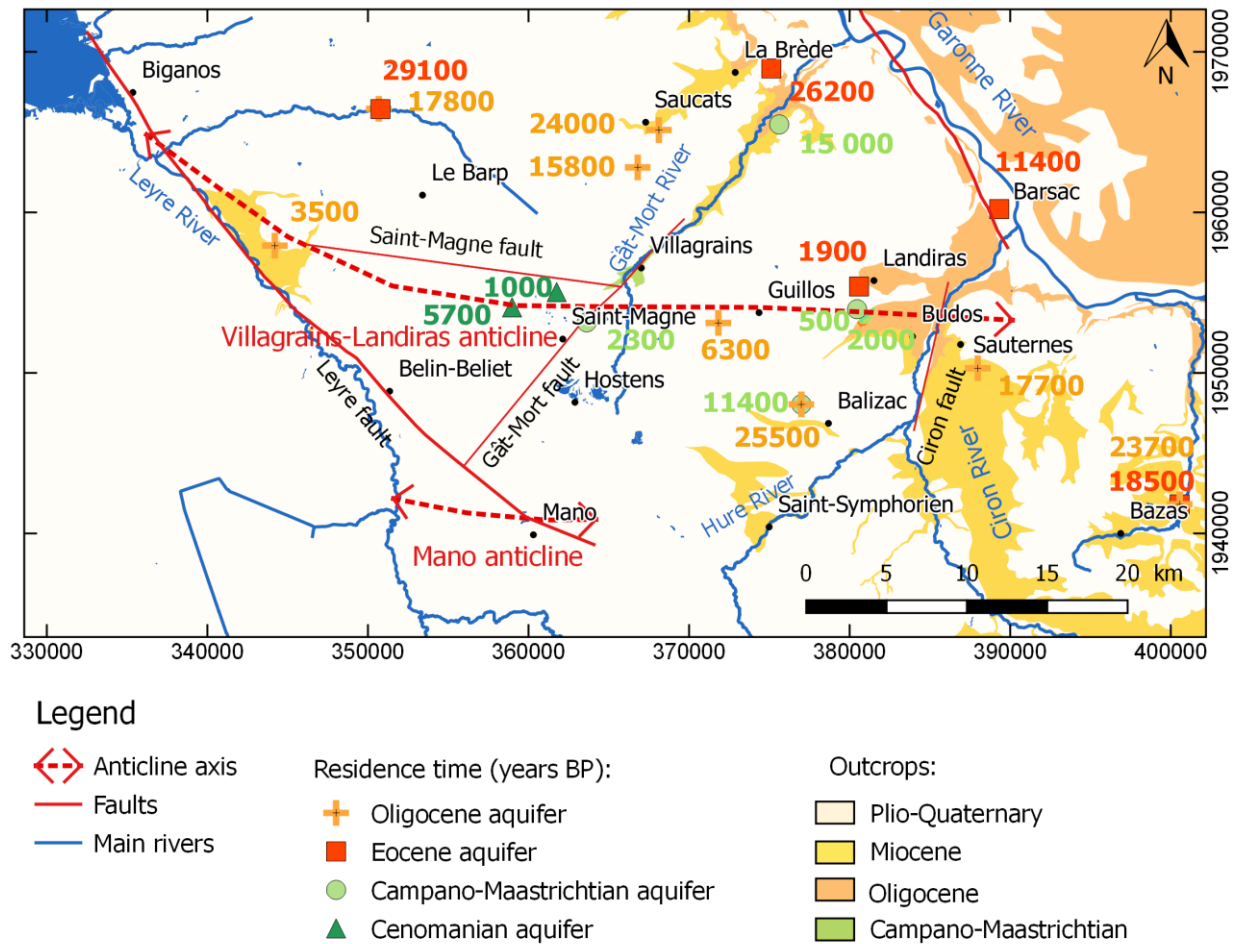 La Brède
Biganos
29100
17800
Garonne River
1970000
N
Saucats
26200
24000
15 000
15800
11400
Barsac
Le Barp
Leyre River
3500
Gât-Mort River
1960000
Saint-Magne fault
Villagrains
1900
Landiras
1000
Guillos
5700
Saint-Magne
500
Budos
Villagrains-Landiras anticline
2300
6300
2000
Sauternes
Belin-Beliet
Hostens
17700
1950000
Leyre fault
Gât-Mort fault
11400
Balizac
25500
Ciron fault
Ciron River
23700
18500
Bazas
Hure River
Saint-Symphorien
Mano
Mano anticline
1940000
0 5 10 15 20 km
330000 340000 350000 360000 370000 380000 390000 400000
Legend
Anticline axis
Faults
Main rivers
Residence time (years BP):
Oligocene aquifer
Eocene aquifer
Campano-Maastrichtian aquifer
Cenomanian aquifer
Outcrops:
Plio-Quaternary
Miocene
Oligocene
Campano-Maastrichtian